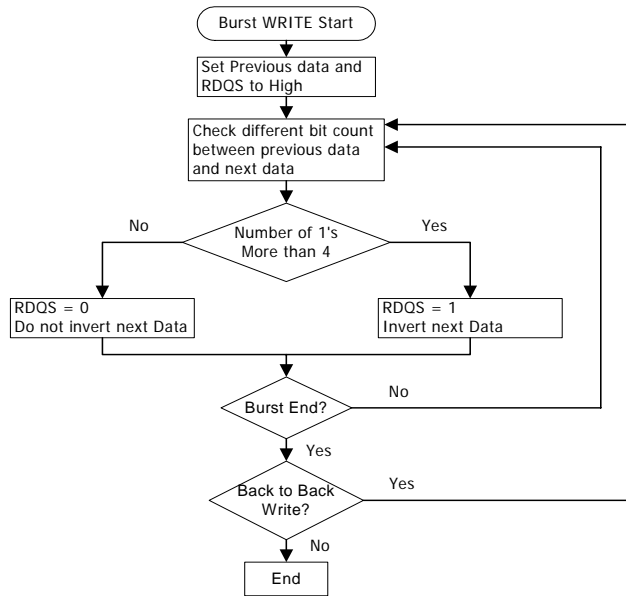 Burst WRITE Start
Set Previous data and
RDQS to High
Check different bit count
between previous data
and next data
No
Number of 1's
More than 4
Yes
RDQS = 0
Do not invert next Data
RDQS = 1
Invert next Data
Burst End?
No
Yes
Back to Back
Write?
Yes
No
End